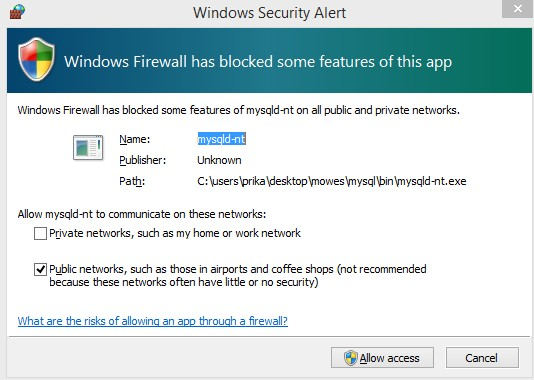 Windows Security Alert
Windows Firewall has blocked some features of this app
Windows Firewall has blocked some features of mysqld-nt on all public and private networks.
Name: mysqld-nt
Publisher: Unknown
Path: C:\users\prika\desktop\mowes\mysql\bin\mysqld-nt.exe
Allow mysqld-nt to communicate on these networks:
Private networks, such as my home or work network
Public networks, such as those in airports and coffee shops (not recommended
because these networks often have little or no security)
What are the risks of allowing an app through a firewall?
Allow access Cancel